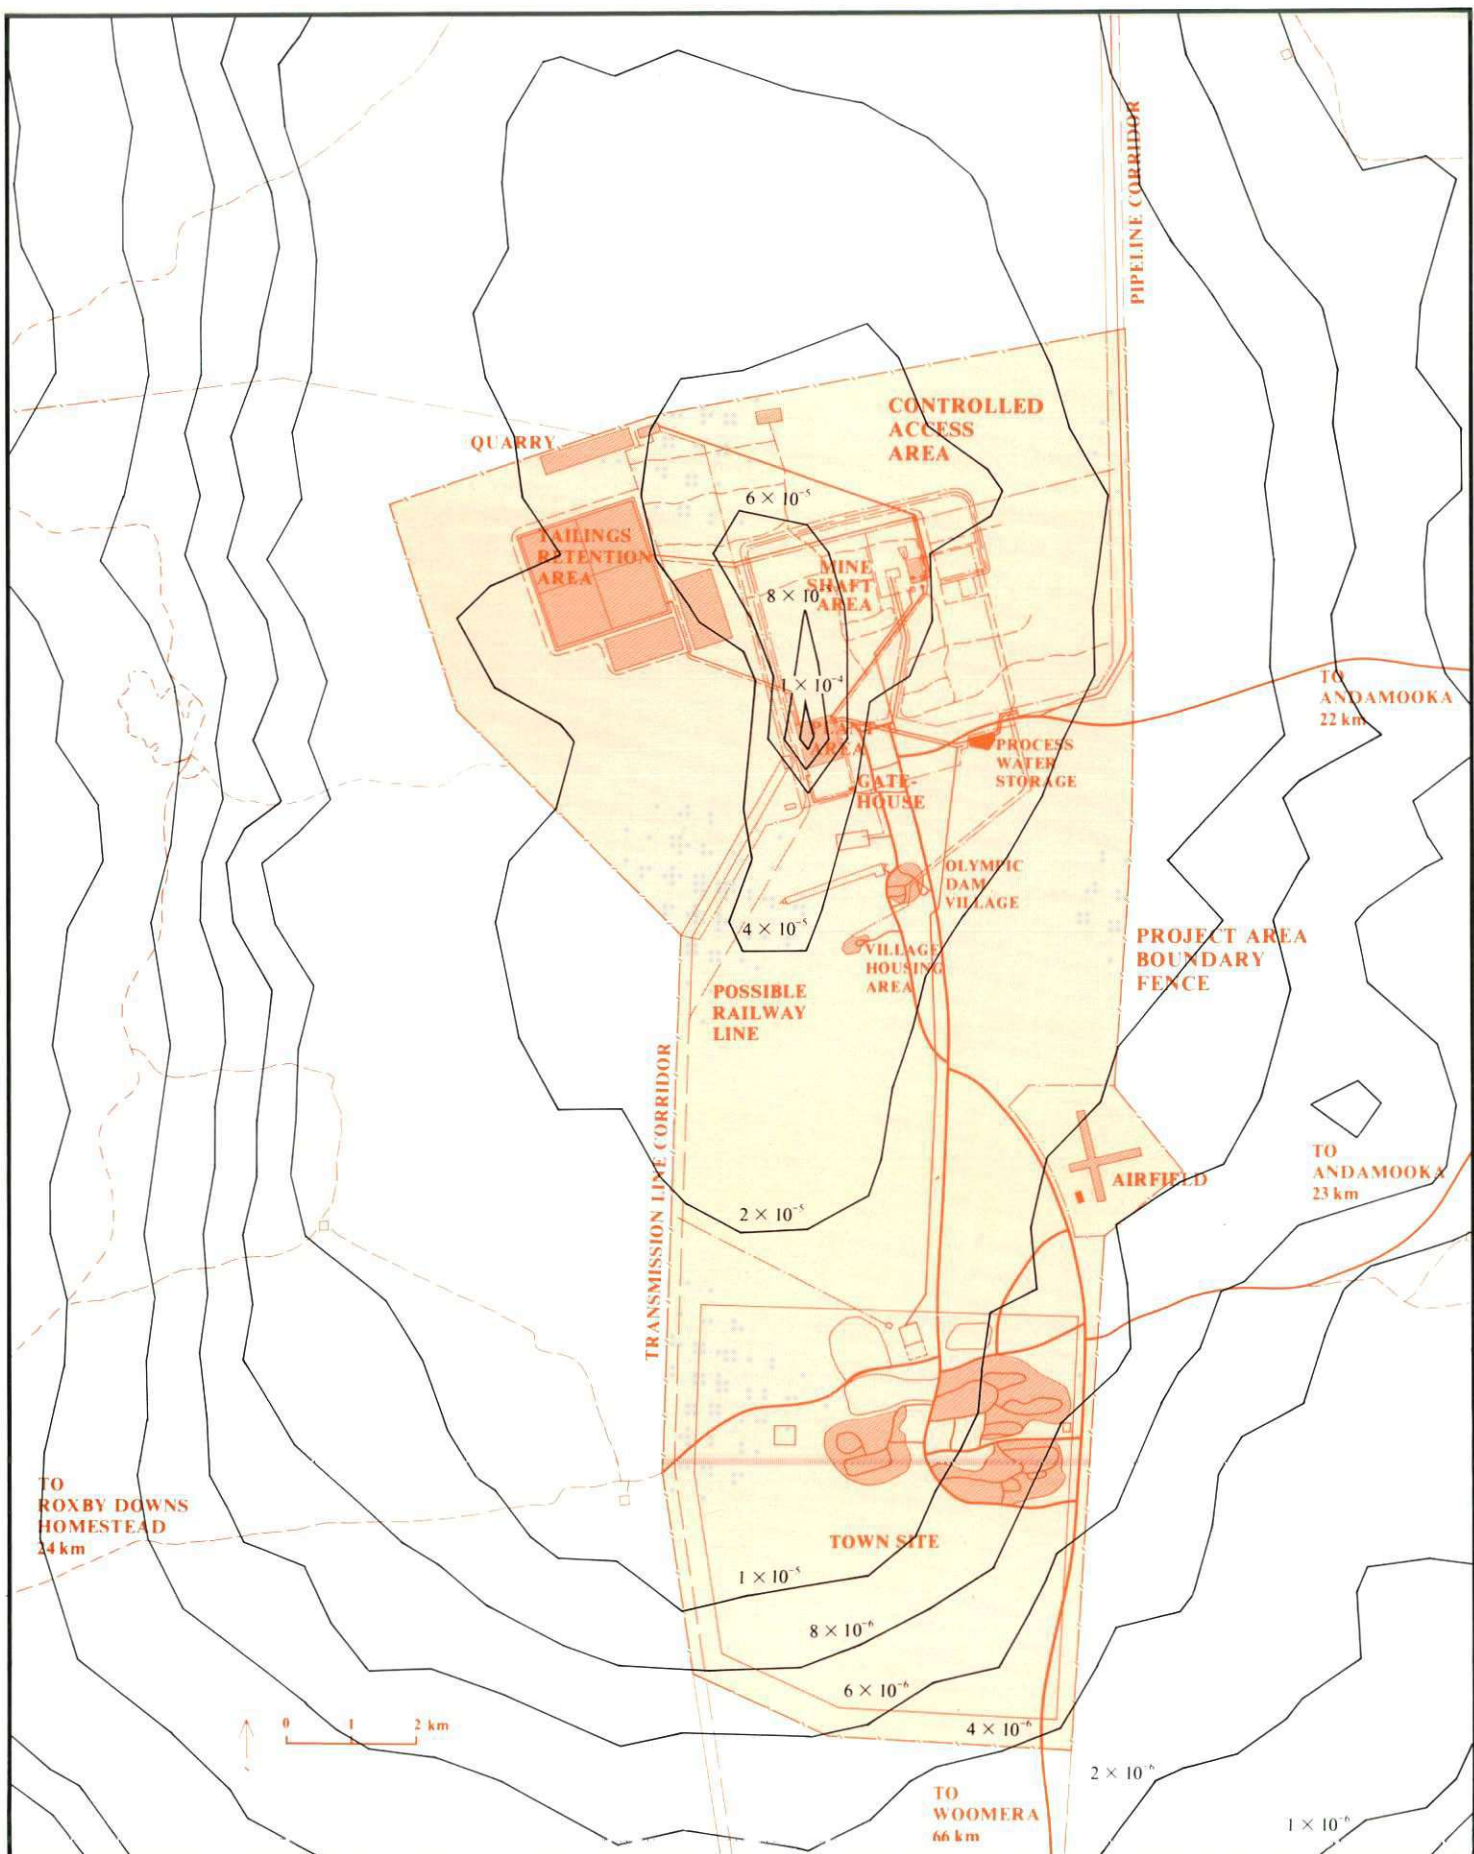 PIPELINE CORRIDOR
CONTROLLED
ACCESS
AREA
QUARRY
6 × 10⁻⁵
TAILINGS
RETENTION
AREA
MINE
SHAFT
AREA
8 × 10
1 × 10⁻⁴
AREA
TO
ANDAMOOKA
22 km
PROCESS
WATER
STORAGE
GATE-
HOUSE
OLYMPIC
DAM
VILLAGE
4 × 10⁻⁵
VILLAGE
HOUSING
AREA
PROJECT AREA
BOUNDARY
FENCE
POSSIBLE
RAILWAY
LINE
TRANSMISSION LINE CORRIDOR
TO
ANDAMOOKA
23 km
AIRFIELD
2 × 10⁻⁵
TO
ROXBY DOWNS
HOMESTEAD
24 km
TOWN SITE
1 × 10⁻⁵
8 × 10⁻⁶
6 × 10⁻⁶
4 × 10⁻⁶
0 1 2 km
2 × 10⁻⁶
TO
WOOMERA
66 km
1 × 10⁻⁶